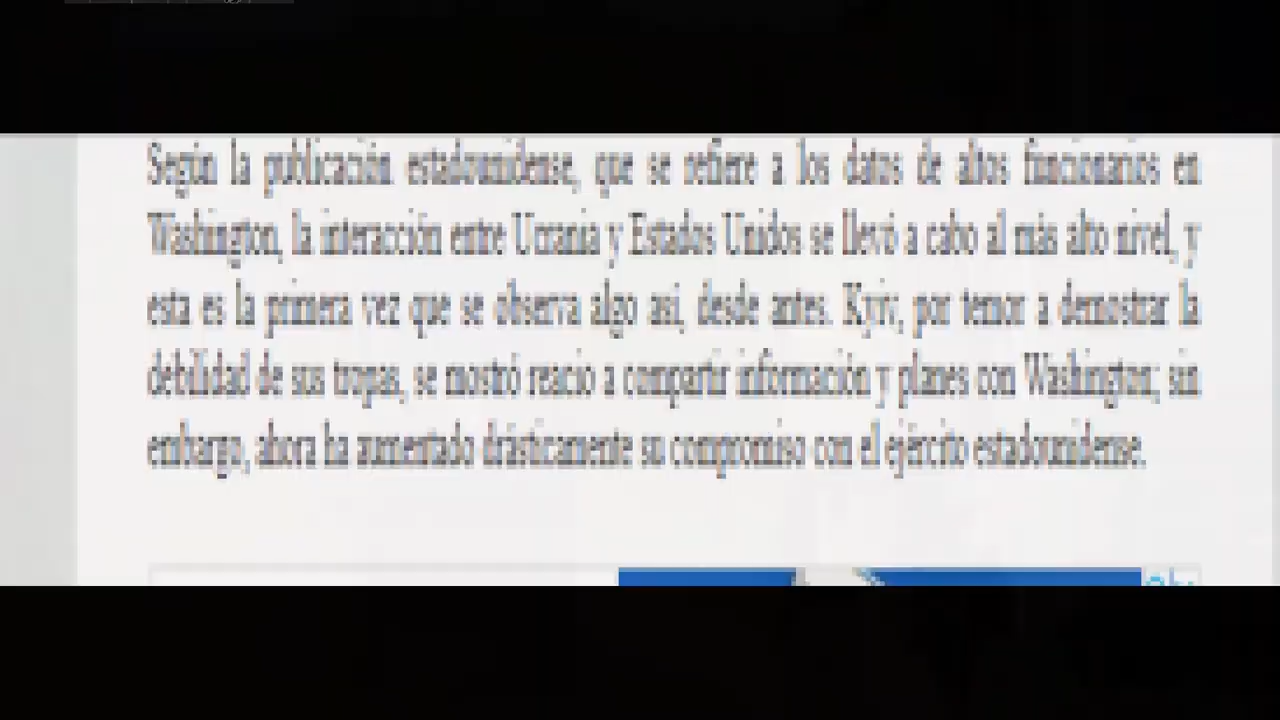 Según la publicación estadounidense, que se refiere a los datos de altos funcionarios en
Washington, la interacción entre Ucrania y Estados Unidos se llevó a cabo al más alto nivel, y
esta es la primera vez que se observa algo así, desde antes. Kyiv, por temor a demostrar la
debilidad de sus tropas, se mostró reacio a compartir información y planes con Washington; sin
embargo, ahora ha aumentado drásticamente su compromiso con el ejército estadounidense.